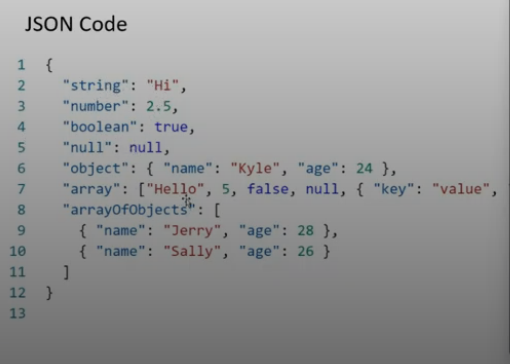 JSON Code
1 {
2 "string": "Hi",
3 "number": 2.5,
4 "boolean": true,
5 "null": null,
6 "object": { "name": "Kyle", "age": 24 },
7 "array": ["Hello", 5, false, null, { "key": "value",
8 "arrayOfObjects": [
9 { "name": "Jerry", "age": 28 },
10 { "name": "Sally", "age": 26 }
11 ]
12 }
13